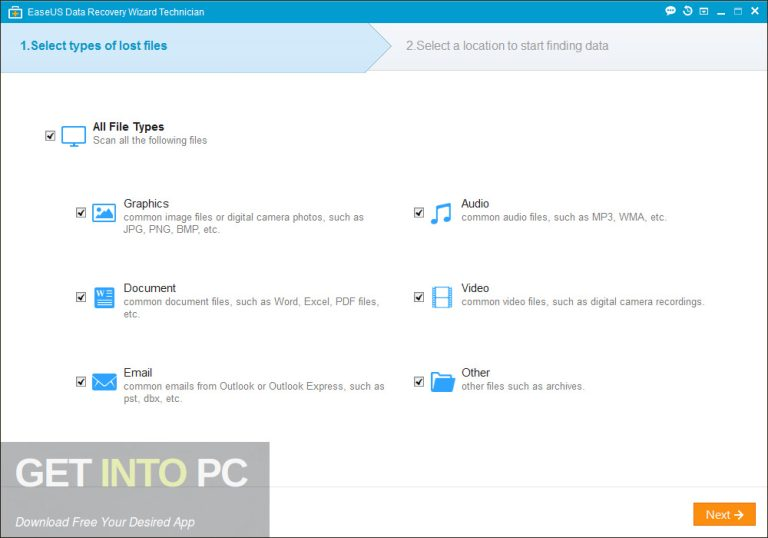 EaseUS Data Recovery Wizard Technician
1.Select types of lost files
2.Select a location to start finding data
All File Types
Scan all the following files
Graphics
common image files or digital camera photos, such as
JPG, PNG, BMP, etc.
Audio
common audio files, such as MP3, WMA, etc.
Document
common document files, such as Word, Excel, PDF files,
etc.
Video
common video files, such as digital camera recordings.
Email
common emails from Outlook or Outlook Express, such as
pst, dbx, etc.
Other
other files such as archives.
GET INTO PC
Download Free Your Desired App
Next